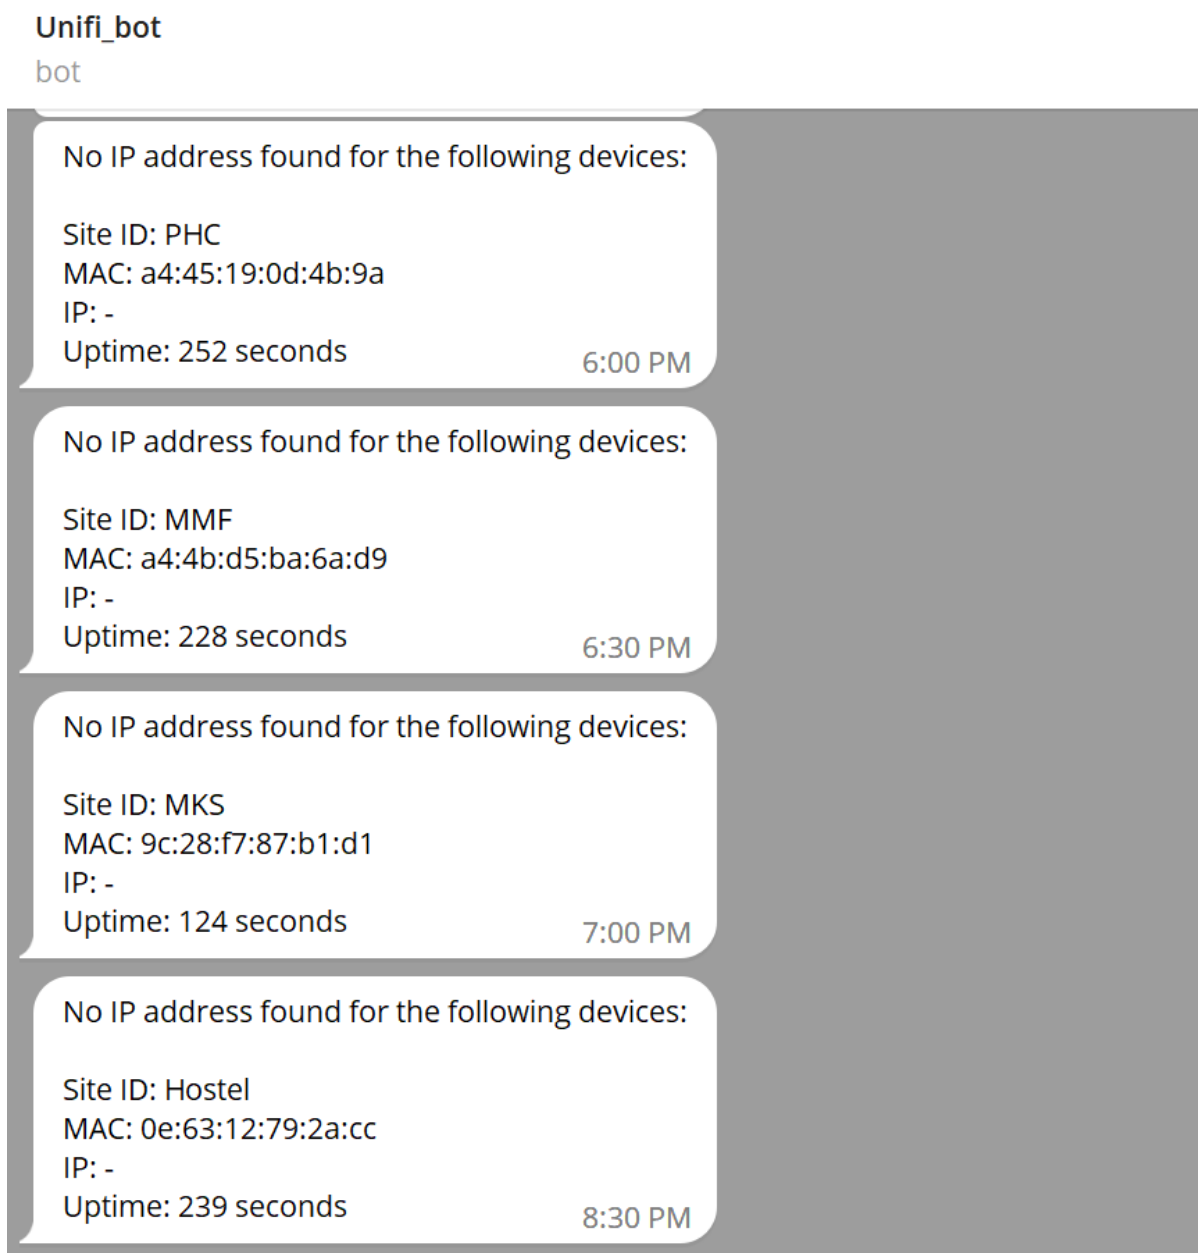 Unifi_bot
bot
No IP address found for the following devices:
Site ID: PHC
MAC: a4:45:19:0d:4b:9a
IP: -
Uptime: 252 seconds
6:00 PM
No IP address found for the following devices:
Site ID: MMF
MAC: a4:4b:d5:ba:6a:d9
IP: -
Uptime: 228 seconds
6:30 PM
No IP address found for the following devices:
Site ID: MKS
MAC: 9c:28:f7:87:b1:d1
IP: -
Uptime: 124 seconds
7:00 PM
No IP address found for the following devices:
Site ID: Hostel
MAC: 0e:63:12:79:2a:cc
IP: -
Uptime: 239 seconds
8:30 PM